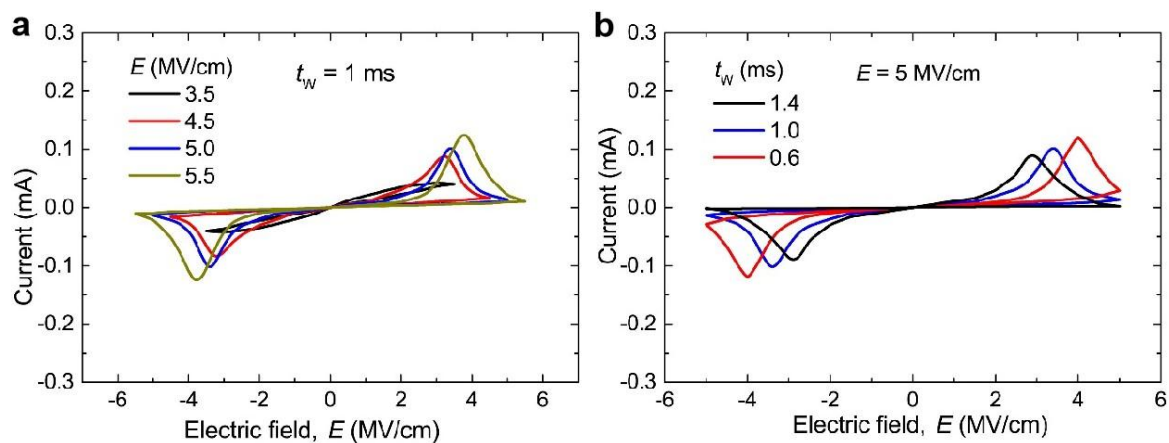 a
E (MV/cm)
3.5
4.5
5.0
5.5
t_W = 1 ms
0.3
0.2
0.1
0.0
-0.1
-0.2
-0.3
Current (mA)
-6 -4 -2 0 2 4 6
Electric field, E (MV/cm)
b
t_W (ms)
1.4
1.0
0.6
E = 5 MV/cm
0.3
0.2
0.1
0.0
-0.1
-0.2
-0.3
Current (mA)
-6 -4 -2 0 2 4 6
Electric field, E (MV/cm)